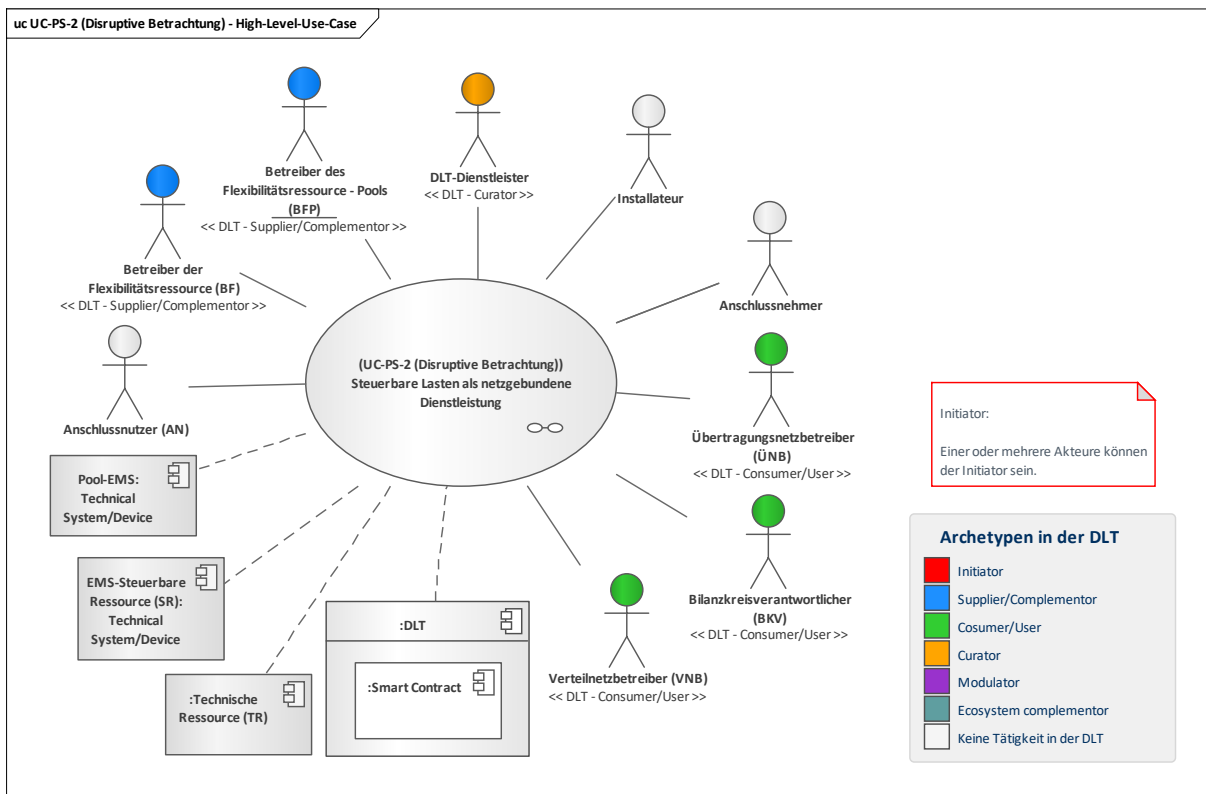 uc UC-PS-2 (Disruptive Betrachtung) - High-Level-Use-Case
Betreiber des
Flexibilitätsressource - Pools
(BFP)
<< DLT - Supplier/Complementor >>
DLT-Dienstleister
<< DLT - Curator >>
Installateur
Betreiber der
Flexibilitätsressource (BF)
<< DLT - Supplier/Complementor >>
Anschlussnehmer
Anschlussnutzer (AN)
(UC-PS-2 (Disruptive Betrachtung))
Steuerbare Lasten als netzgebundene
Dienstleistung
Übertragungsnetzbetreiber
(ÜNB)
<< DLT - Consumer/User >>
Initiator:
Einer oder mehrere Akteure können
der Initiator sein.
Pool-EMS:
Technical
System/Device
EMS-Steuerbare
Ressource (SR):
Technical
System/Device
:Technische
Ressource (TR)
:DLT
:Smart Contract
Verteilnetzbetreiber (VNB)
<< DLT - Consumer/User >>
Bilanzkreisverantwortlicher
(BKV)
<< DLT - Consumer/User >>
Archetypen in der DLT
Initiator
Supplier/Complementor
Cosumer/User
Curator
Modulator
Ecosystem complementor
Keine Tätigkeit in der DLT